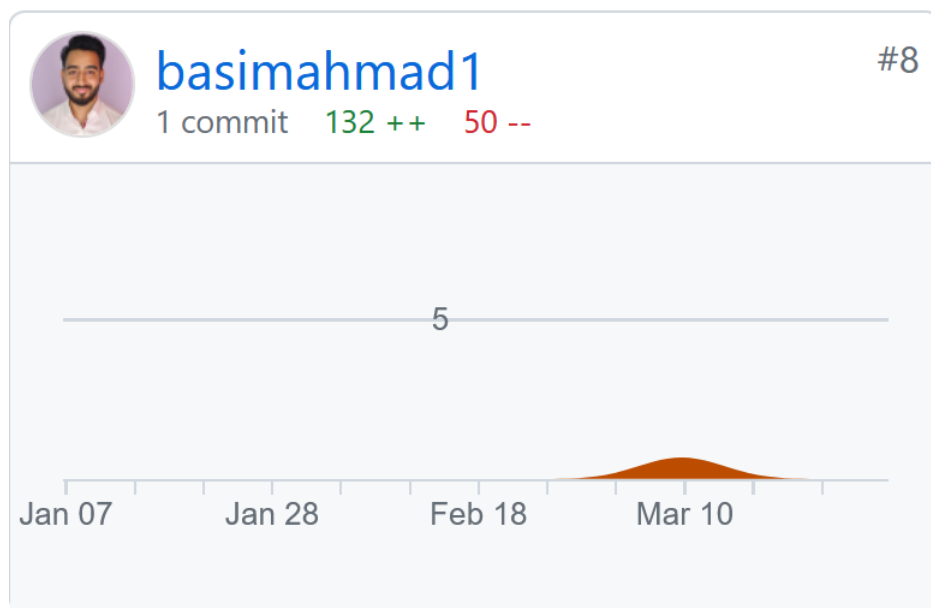 basimahmad1
#8
1 commit 132 ++ 50 --
5
Jan 07 Jan 28 Feb 18 Mar 10